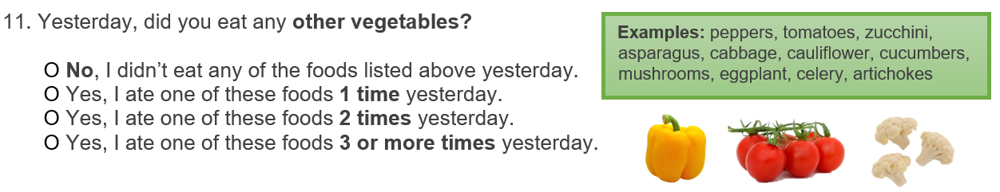 11. Yesterday, did you eat any other vegetables?
O No, I didn’t eat any of the foods listed above yesterday.
O Yes, I ate one of these foods 1 time yesterday.
O Yes, I ate one of these foods 2 times yesterday.
O Yes, I ate one of these foods 3 or more times yesterday.
Examples: peppers, tomatoes, zucchini,
asparagus, cabbage, cauliflower, cucumbers,
mushrooms, eggplant, celery, artichokes